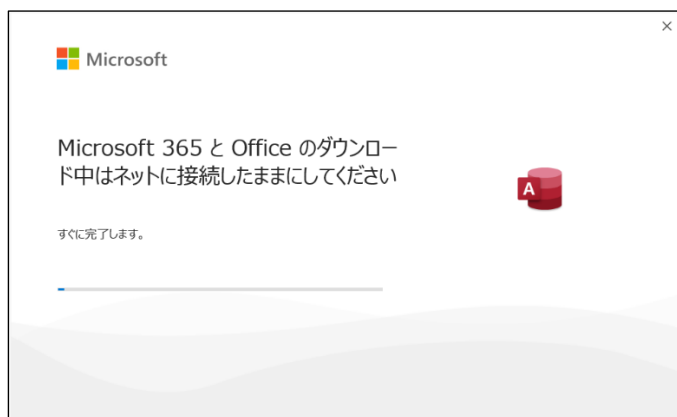 Microsoft
Microsoft 365 と Office のダウンロー
ド中はネットに接続したままにしてください
A
すぐに完了します。